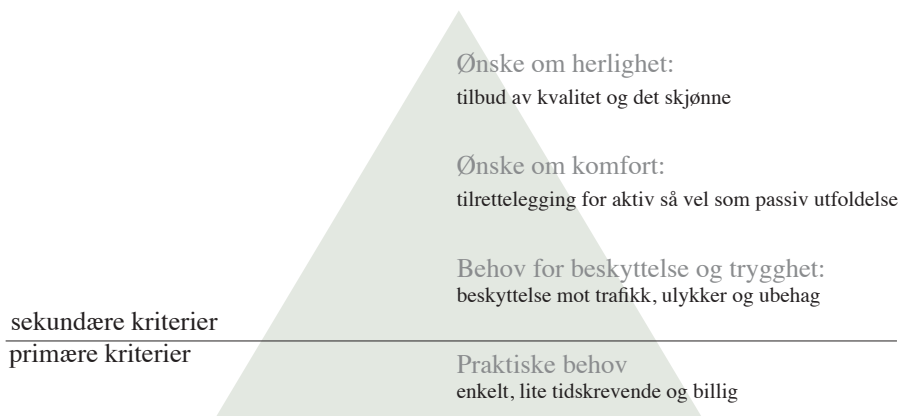 Ønske om herlighet:
tilbud av kvalitet og det skjønne
Ønske om komfort:
tilrettelegging for aktiv så vel som passiv utfoldelse
Behov for beskyttelse og trygghet:
beskyttelse mot trafikk, ulykker og ubehag
sekundære kriterier
primære kriterier
Praktiske behov
enkelt, lite tidskrevende og billig